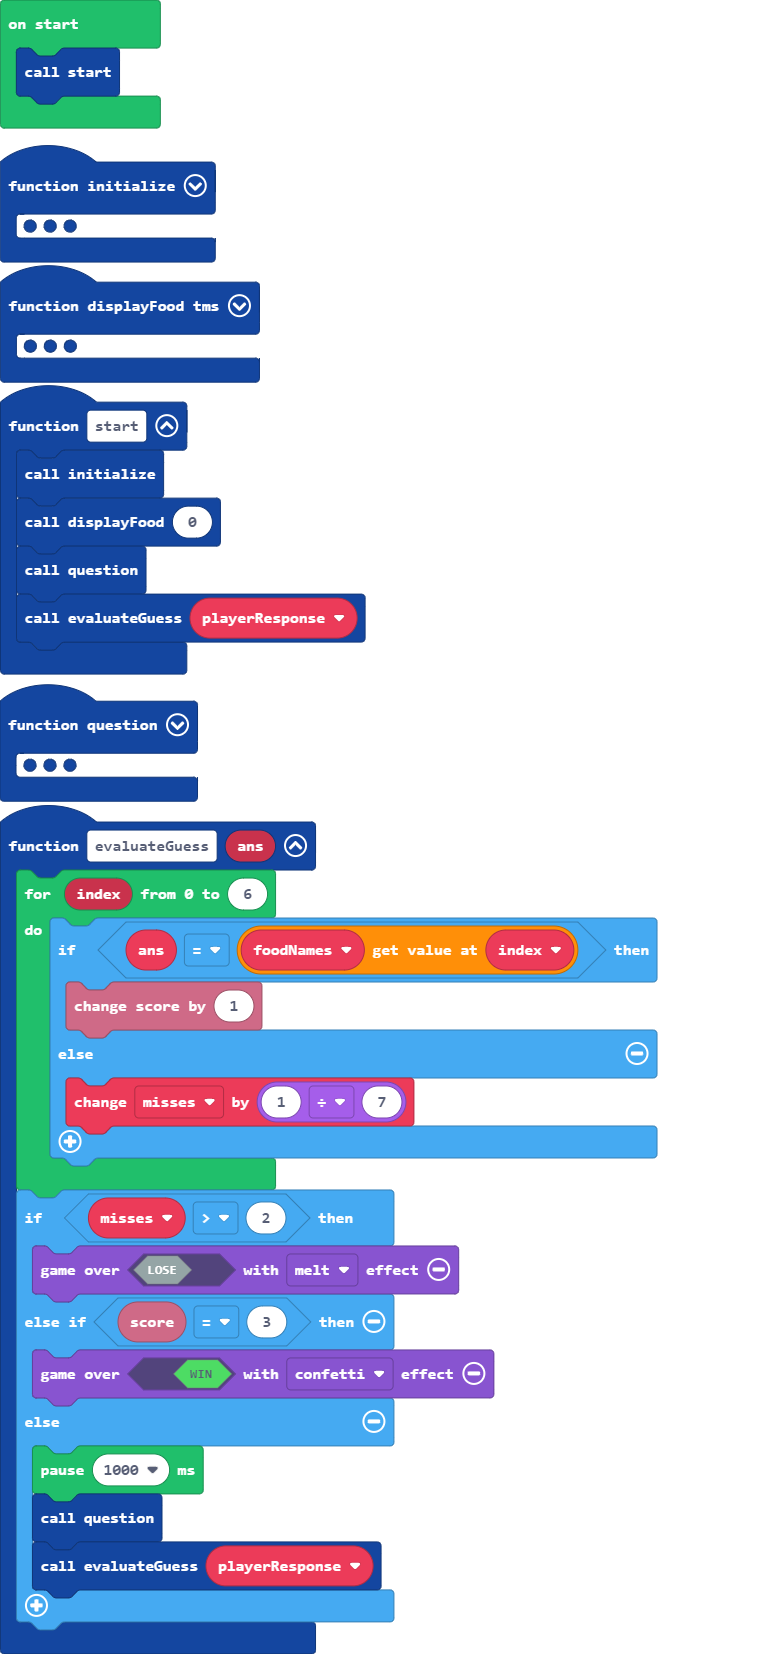 on start
call start
function initialize
function displayFood tms
function start
call initialize
call displayFood 0
call question
call evaluateGuess playerResponse
function question
function evaluateGuess ans
for index from 0 to 6
do
if ans = foodNames get value at index then
change score by 1
else
change misses by 1 ÷ 7
if misses > 2 then
game over LOSE with melt effect
else if score = 3 then
game over WIN with confetti effect
else
pause 1000 ms
call question
call evaluateGuess playerResponse